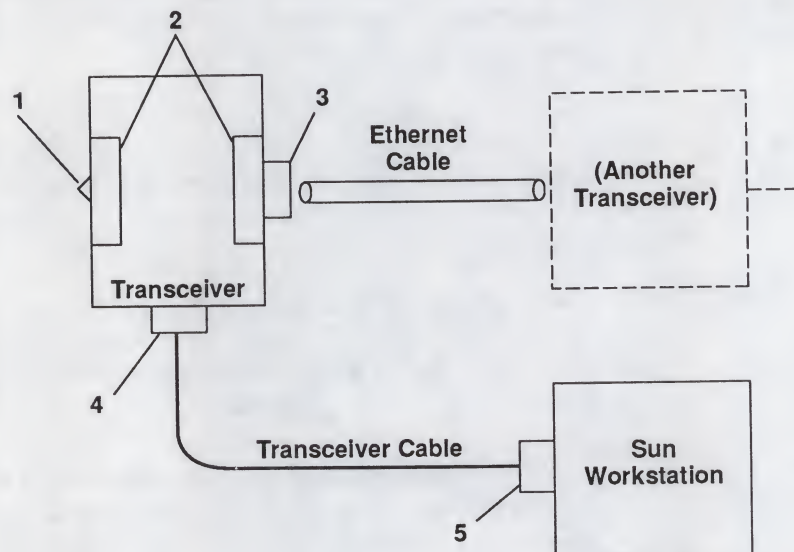 2
1
3
Ethernet
Cable
(Another
Transceiver)
Transceiver
4
Transceiver Cable
Sun
Workstation
5